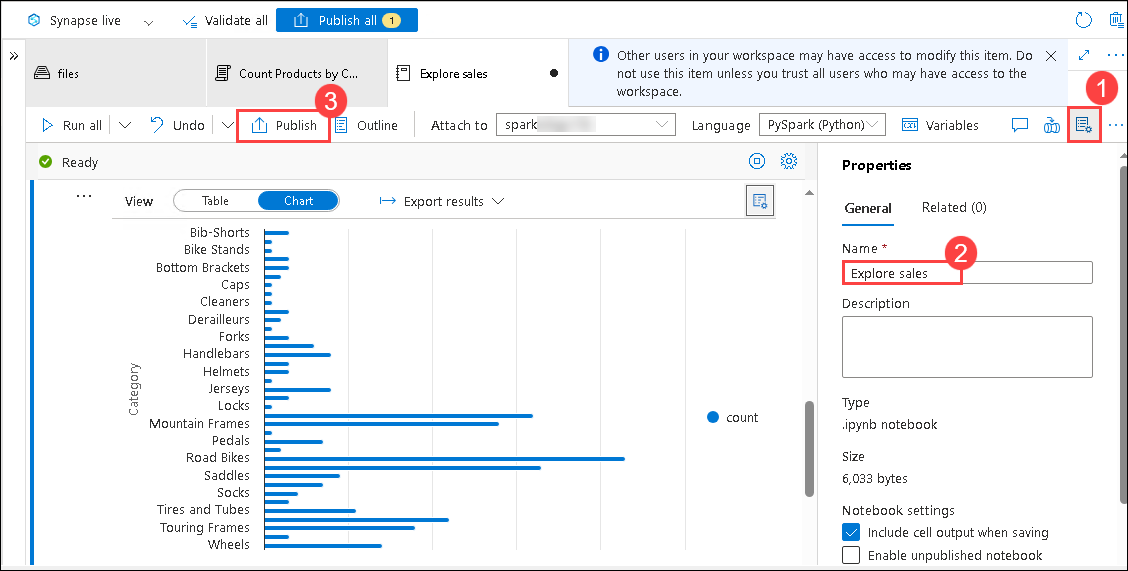 Synapse live
Validate all
Publish all
1
files
Count Products by C...
Explore sales
Other users in your workspace may have access to modify this item. Do
not use this item unless you trust all users who may have access to the
workspace.
1
3
Run all
Undo
Publish
Outline
Attach to
spark
Language
PySpark (Python)
Variables
Ready
View
Table
Chart
Export results
Category
Bib-Shorts
Bike Stands
Bottom Brackets
Caps
Cleaners
Derailleurs
Forks
Handlebars
Helmets
Jerseys
Locks
Mountain Frames
Pedals
Road Bikes
Saddles
Socks
Tires and Tubes
Touring Frames
Wheels
count
Properties
General
Related (0)
Name *
2
Explore sales
Description
Type
.ipynb notebook
Size
6,033 bytes
Notebook settings
Include cell output when saving
Enable unpublished notebook